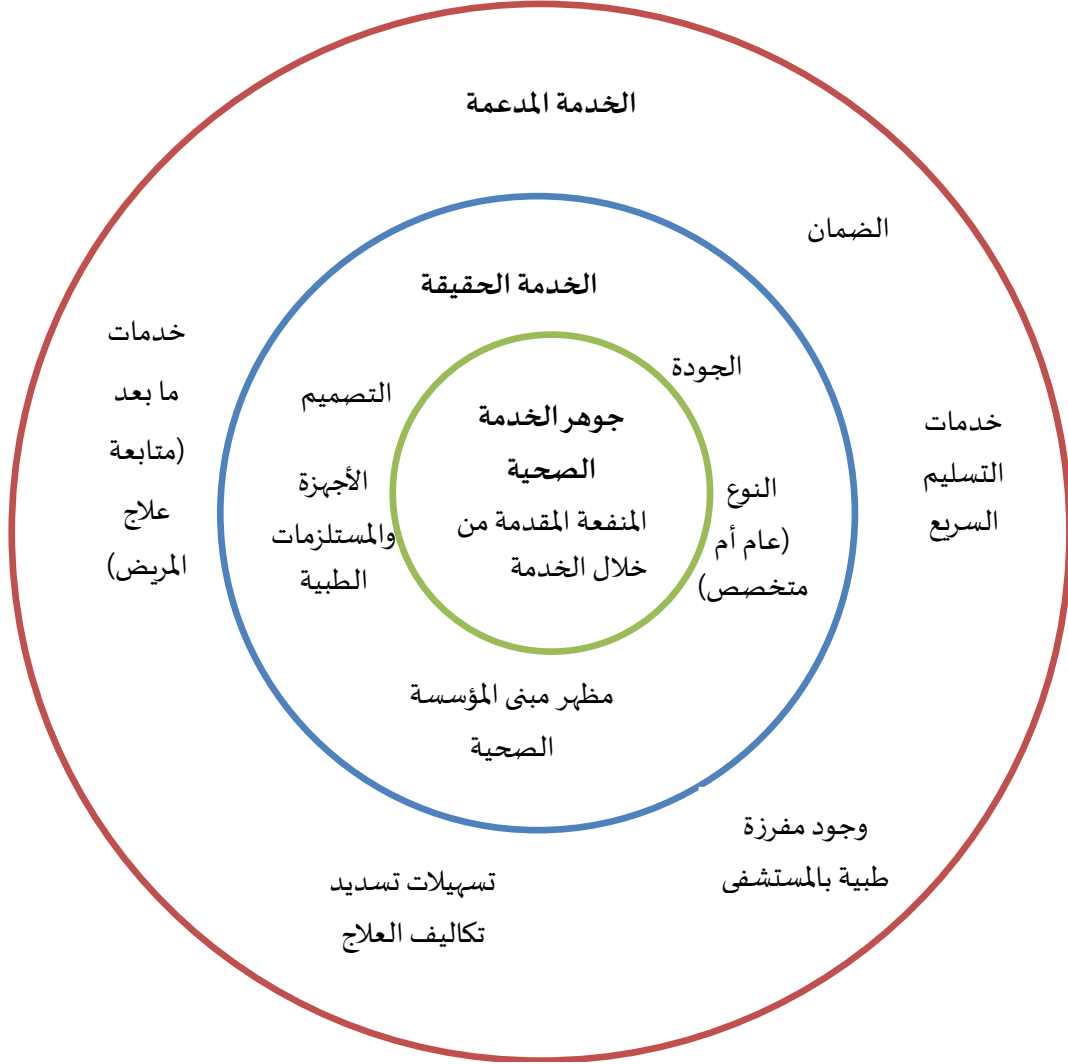 الخدمة المدعمة
الضمان
خدمات
التسليم
السريع
وجود مفرزة
طبية بالمستشفى
تسهيلات تسديد
تكاليف العلاج
خدمات
ما بعد
(متابعة
علاج
المريض)
الخدمة الحقيقة
الجودة
النوع
(عام أم
متخصص)
مظهر مبنى المؤسسة
الصحية
التصميم
الأجهزة
والمستلزمات
الطبية
جوهر الخدمة
الصحية
المنفعة المقدمة من
خلال الخدمة